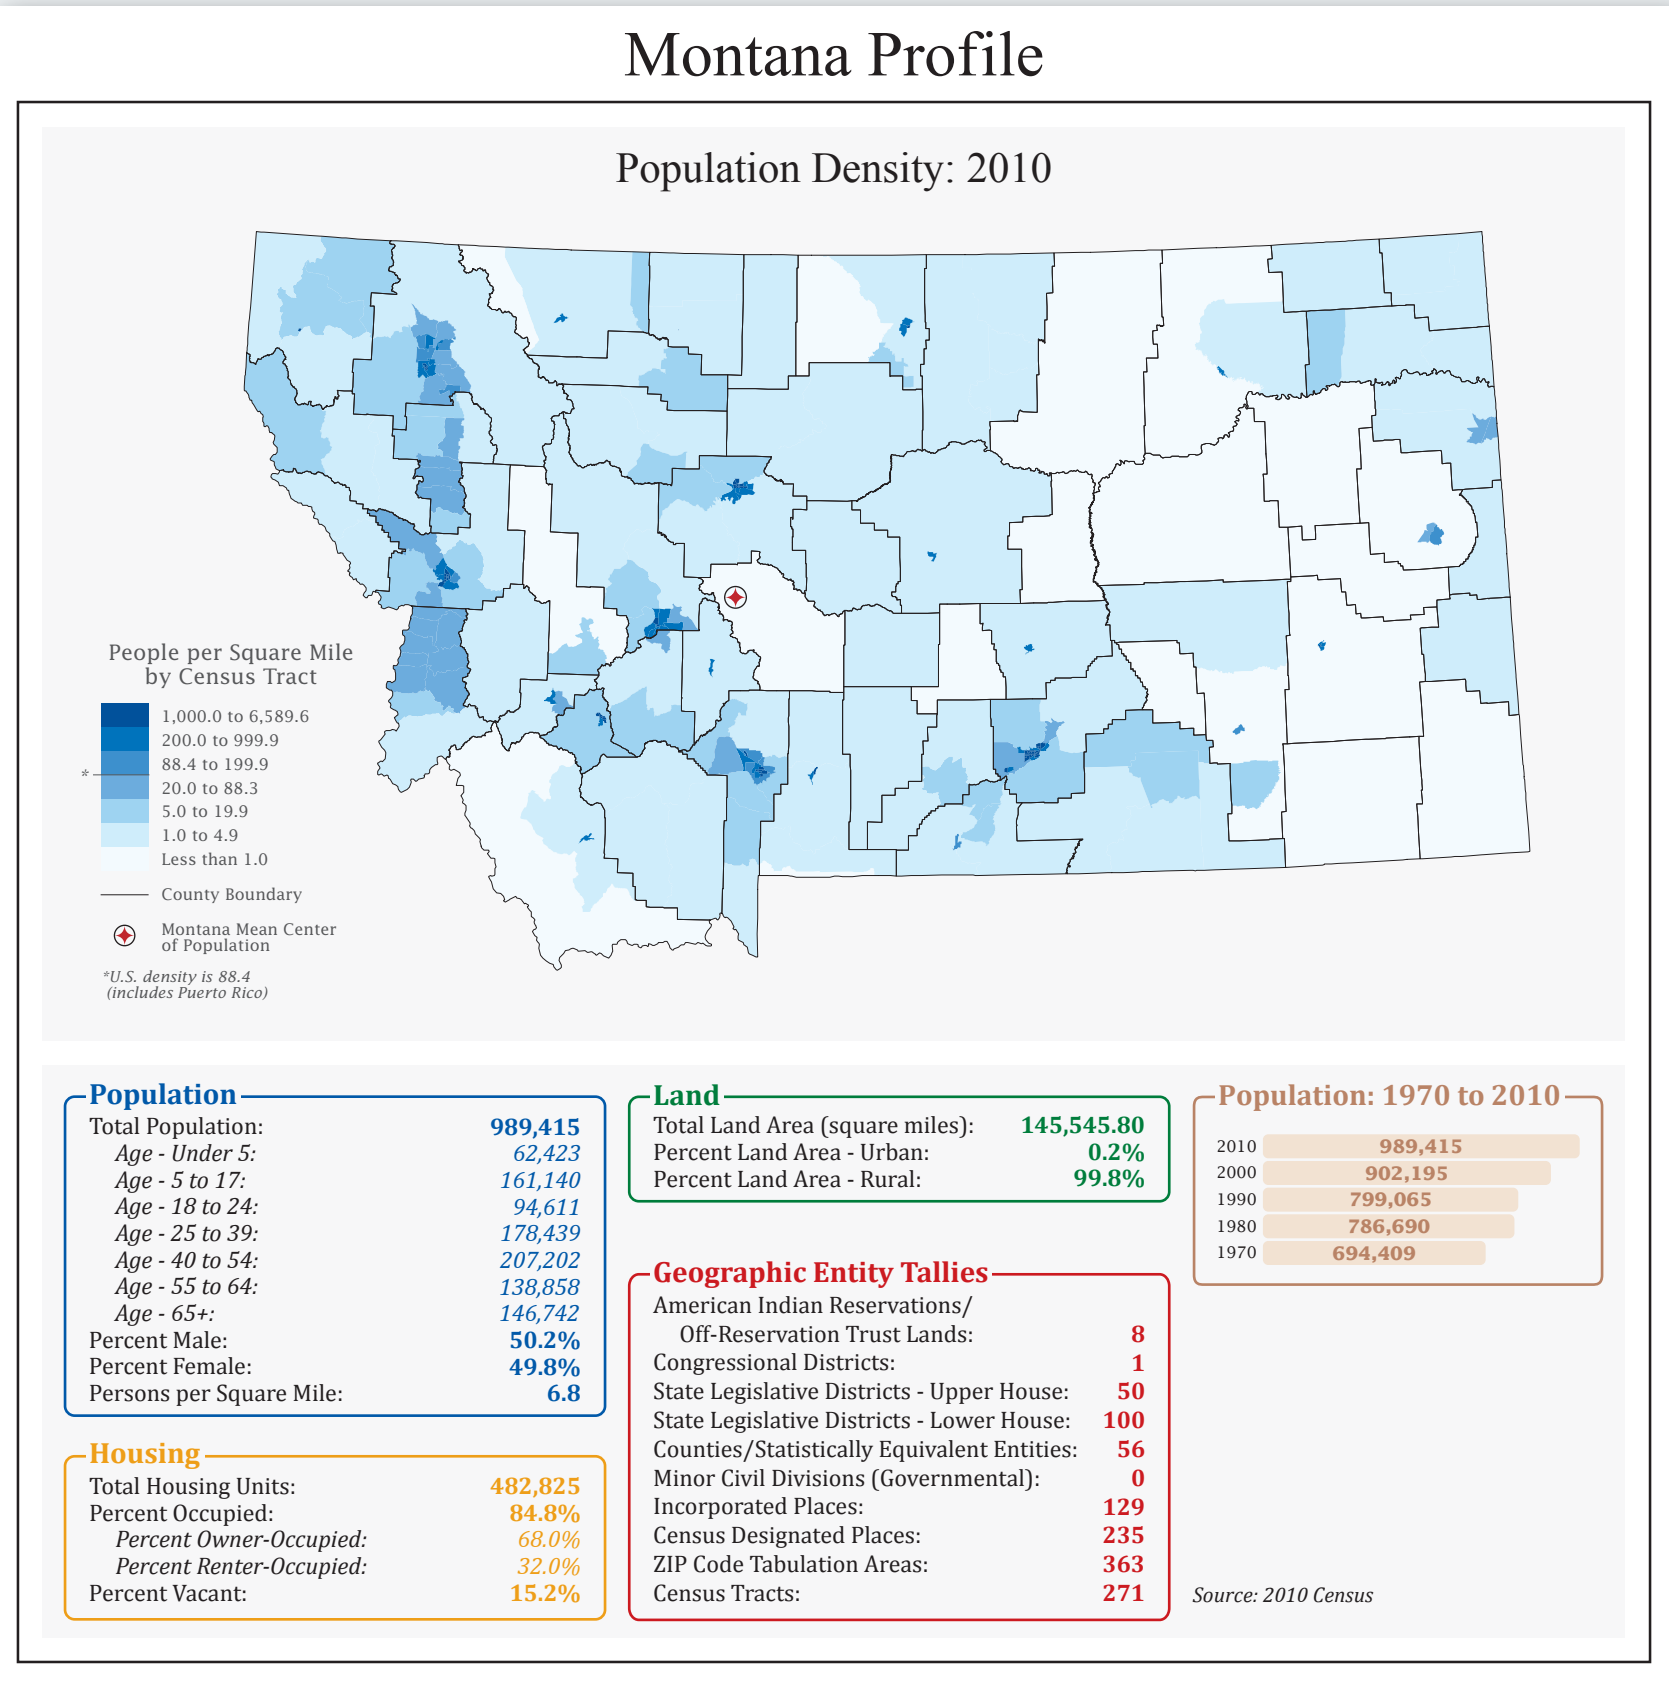 Montana Profile
Population Density: 2010
People per Square Mile
by Census Tract
1,000.0 to 6,589.6
200.0 to 999.9
88.4 to 199.9
*
20.0 to 88.3
5.0 to 19.9
1.0 to 4.9
Less than 1.0
County Boundary
Montana Mean Center
of Population
*U.S. density is 88.4
(includes Puerto Rico)
Population
Total Population: 989,415
Age - Under 5: 62,423
Age - 5 to 17: 161,140
Age - 18 to 24: 94,611
Age - 25 to 39: 178,439
Age - 40 to 54: 207,202
Age - 55 to 64: 138,858
Age - 65+: 146,742
Percent Male: 50.2%
Percent Female: 49.8%
Persons per Square Mile: 6.8
Housing
Total Housing Units: 482,825
Percent Occupied: 84.8%
Percent Owner-Occupied: 68.0%
Percent Renter-Occupied: 32.0%
Percent Vacant: 15.2%
Land
Total Land Area (square miles): 145,545.80
Percent Land Area - Urban: 0.2%
Percent Land Area - Rural: 99.8%
Geographic Entity Tallies
American Indian Reservations/
Off-Reservation Trust Lands: 8
Congressional Districts: 1
State Legislative Districts - Upper House: 50
State Legislative Districts - Lower House: 100
Counties/Statistically Equivalent Entities: 56
Minor Civil Divisions (Governmental): 0
Incorporated Places: 129
Census Designated Places: 235
ZIP Code Tabulation Areas: 363
Census Tracts: 271
Population: 1970 to 2010
2010 989,415
2000 902,195
1990 799,065
1980 786,690
1970 694,409
Source: 2010 Census